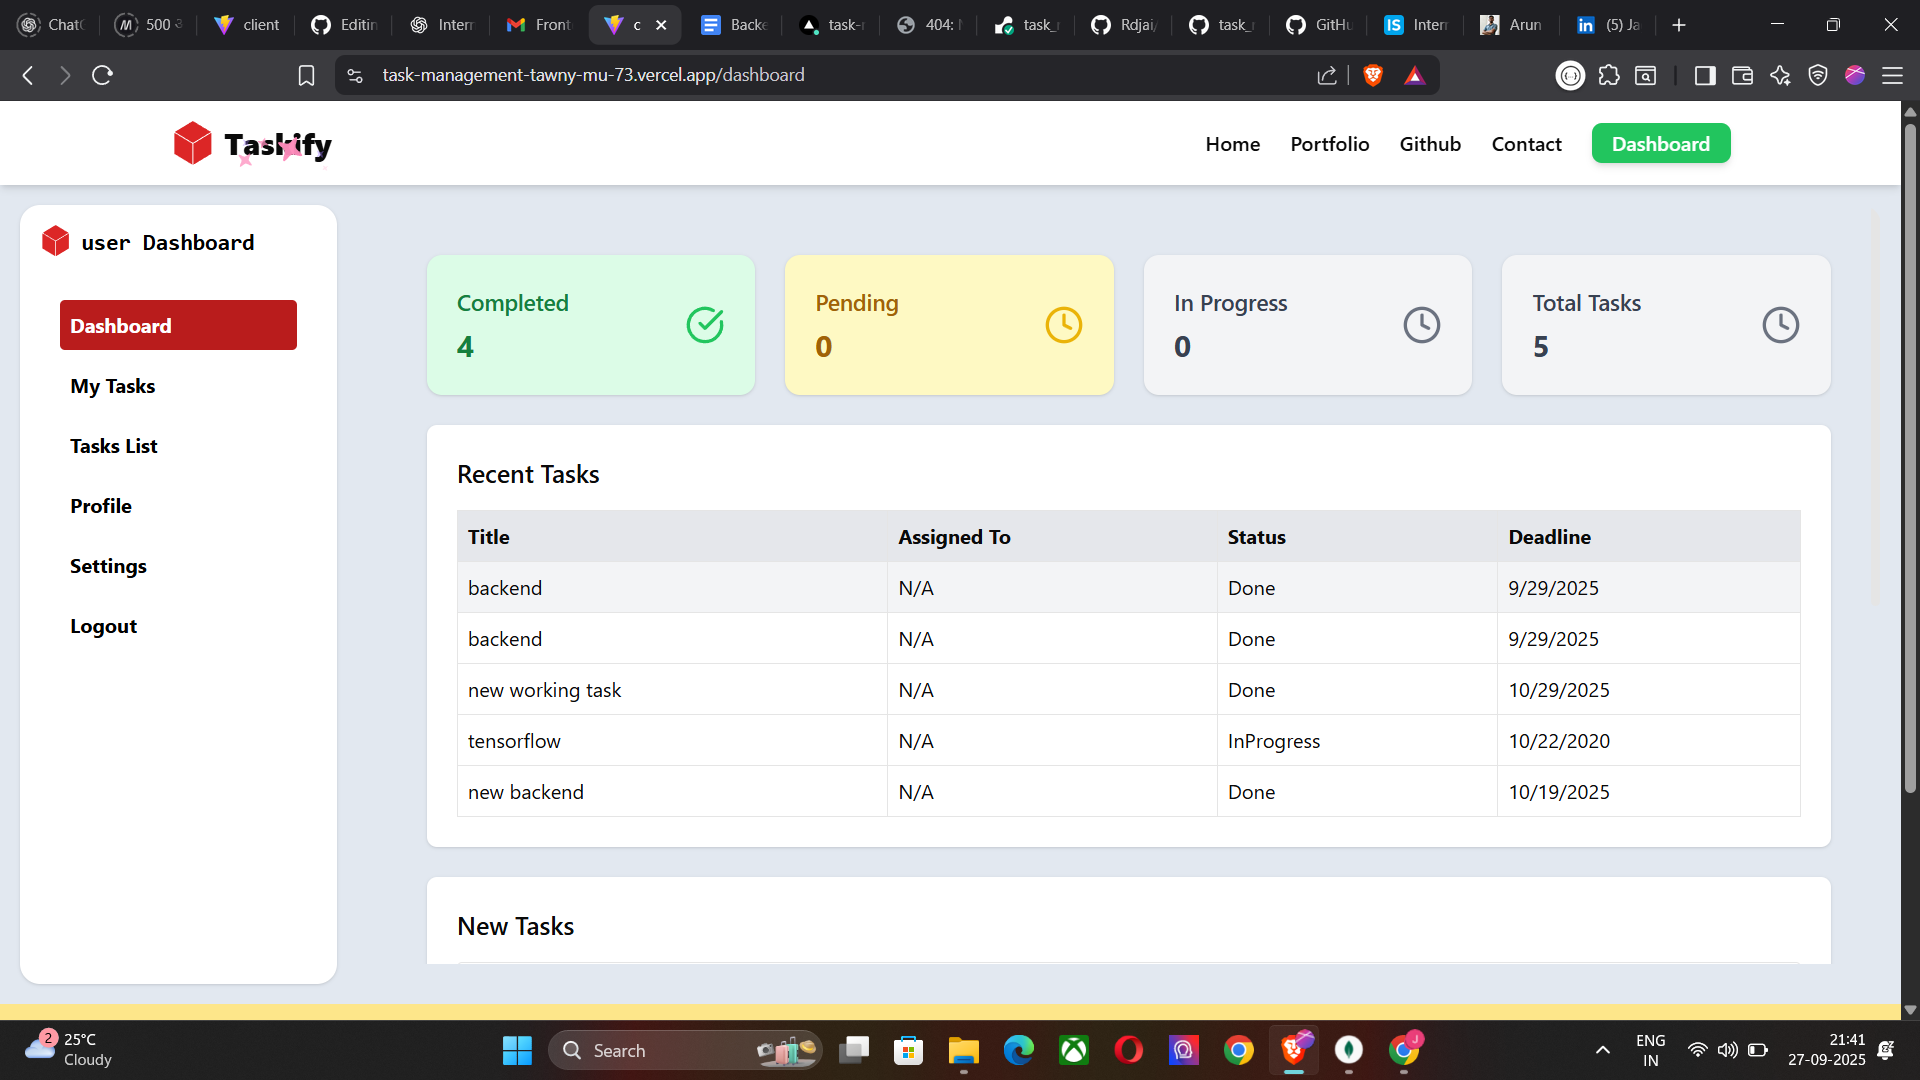 ChatG
500
client
Editin
Intern
Front
c
Backe
task-r
404:
task_r
Rdjai/
task_r
GitHu
Intern
Arun
(5) Ja
task-management-tawny-mu-73.vercel.app/dashboard
Taskify
Home Portfolio Github Contact Dashboard
user Dashboard
Dashboard
My Tasks
Tasks List
Profile
Settings
Logout
Completed
4
Pending
0
In Progress
0
Total Tasks
5
Recent Tasks
Title Assigned To Status Deadline
backend N/A Done 9/29/2025
backend N/A Done 9/29/2025
new working task N/A Done 10/29/2025
tensorflow N/A InProgress 10/22/2020
new backend N/A Done 10/19/2025
New Tasks
2
25°C
Cloudy
Search
J
ENG
IN
21:41
27-09-2025